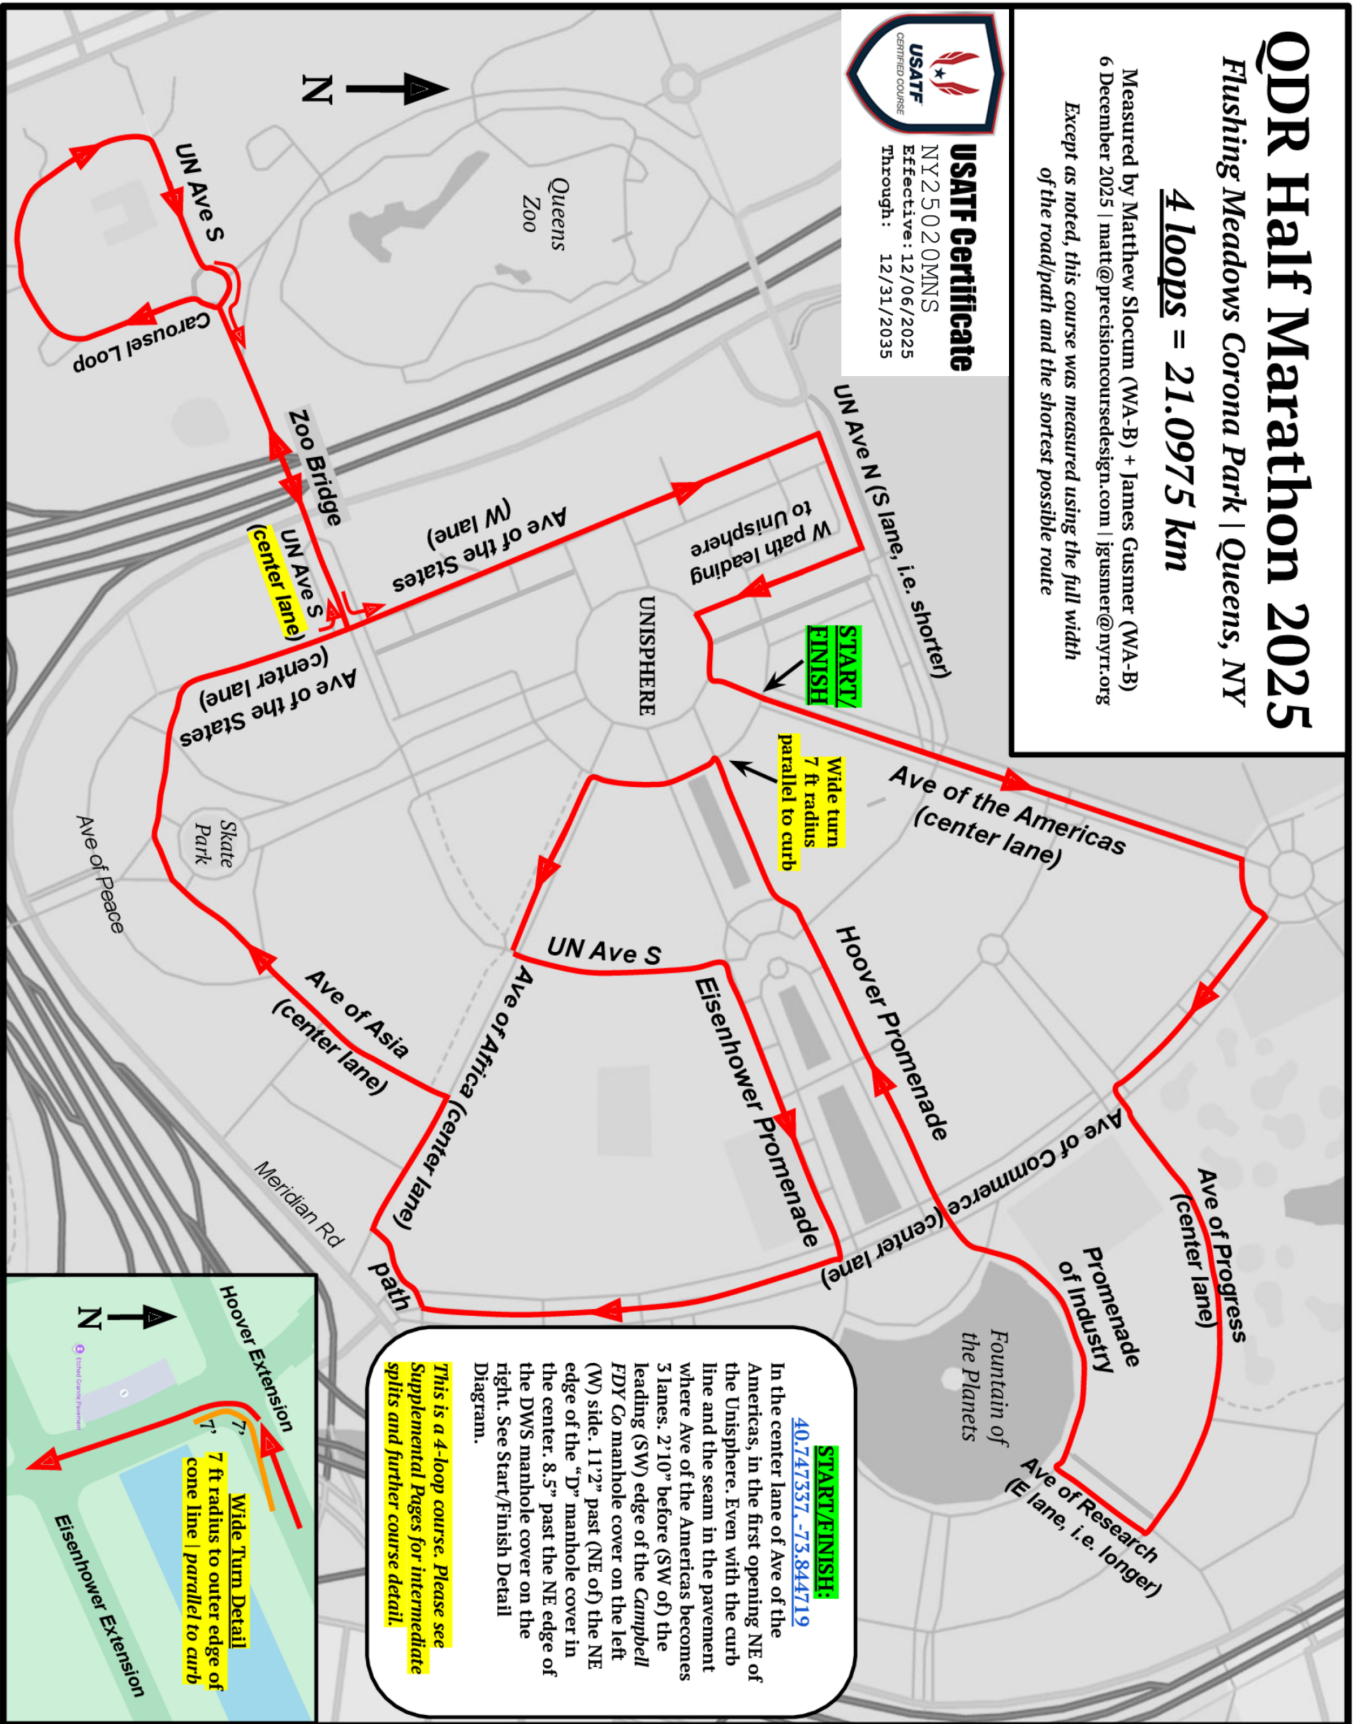 QDR Half Marathon 2025
Flushing Meadows Corona Park | Queens, NY
4 loops = 21.0975 km
Measured by Matthew Slocum (WA-B) + James Gusmer (WA-B)
6 December 2025 | matt@precisioncoursedesign.com | jgusmer@nyrr.org
Except as noted, this course was measured using the full width
of the road/path and the shortest possible route
USATF
CERTIFIED COURSE
USATF Certificate
NY25020MNS
Effective: 12/06/2025
Through: 12/31/2035
N
Queens
Zoo
UN Ave S
Carousel Loop
Zoo Bridge
UN Ave S
(center lane)
Ave of the States
(W lane)
Ave of the States
(center lane)
W path leading
to Unisphere
UN Ave N (S lane, i.e. shorter)
UNISPHERE
START/
FINISH
Wide turn
7 ft radius
parallel to curb
Ave of the Americas
(center lane)
Skate
Park
Ave of Peace
UN Ave S
Eisenhower Promenade
Hoover Promenade
Ave of Africa (center lane)
Ave of Asia
(center lane)
Meridian Rd
path
Ave of Commerce (center lane)
Ave of Progress
(center lane)
Promenade
of Industry
Fountain of
the Planets
Ave of Research
(E lane, i.e. longer)
START/FINISH:
40.747337, -73.844719
In the center lane of Ave of the
Americas, in the first opening NE of
the Unisphere. Even with the curb
line and the seam in the pavement
where Ave of the Americas becomes
3 lanes. 2'10" before (SW of) the
leading (SW) edge of the Campbell
FDY Co manhole cover on the left
(W) side. 11'2" past (NE of) the NE
edge of the "D" manhole cover in
the center. 8.5" past the NE edge of
the DWS manhole cover on the
right. See Start/Finish Detail
Diagram.
This is a 4-loop course. Please see
Supplemental Pages for intermediate
splits and further course detail.
Hoover Extension
N
Etched Granite Pavement
7'
7'
Wide Turn Detail
7 ft radius to outer edge of
cone line | parallel to curb
Eisenhower Extension